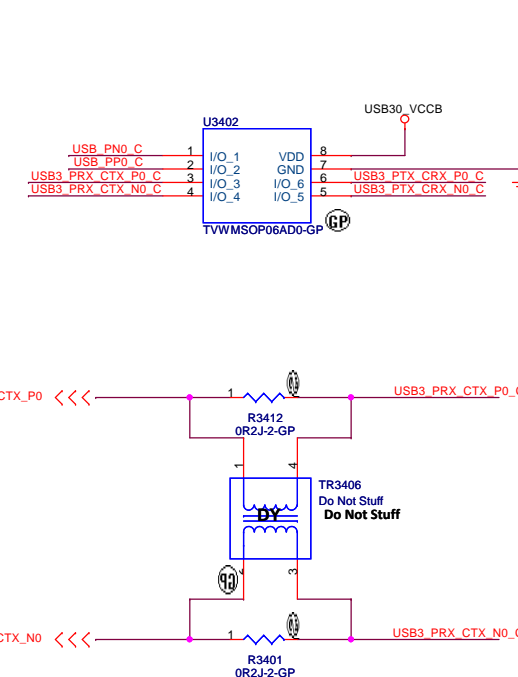 USB30_VCCB
U3402
USB_PN0_C 1 I/O_1 VDD 8
USB_PP0_C 2 I/O_2 GND 7
USB3_PRX_CTX_P0_C 3 I/O_3 I/O_6 6 USB3_PTX_CRX_P0_C
USB3_PRX_CTX_N0_C 4 I/O_4 I/O_5 5 USB3_PTX_CRX_N0_C
TVWMSOP06AD0-GP GP
CTX_P0 1 USB3_PRX_CTX_P0_C
R3412
0R2J-2-GP
1 4
TR3406
Do Not Stuff
DY Do Not Stuff
GP 3
CTX_N0 1 USB3_PRX_CTX_N0_C
R3401
0R2J-2-GP